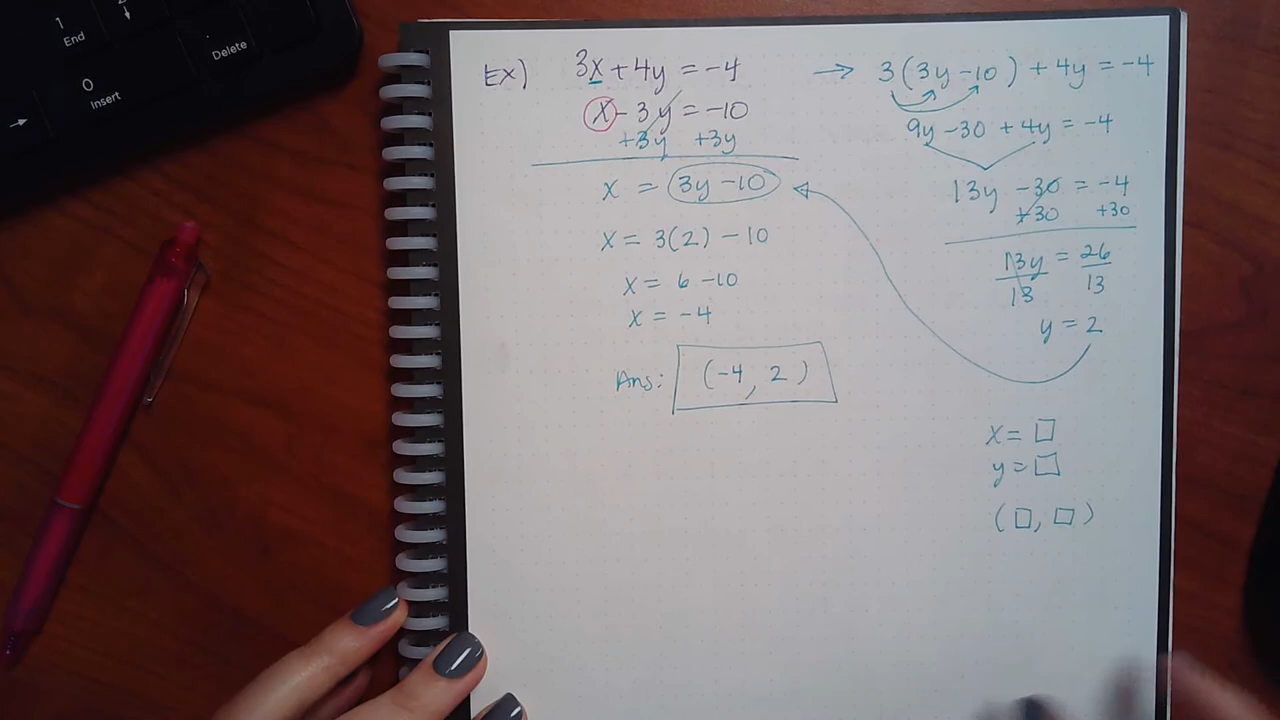 1
End
Delete
0
Insert
Ex) 3x + 4y = -4
x - 3y = -10
+3y +3y
x = 3y - 10
x = 3(2) - 10
x = 6 - 10
x = -4
Ans: (-4, 2)
→ 3(3y - 10) + 4y = -4
9y - 30 + 4y = -4
13y - 30 = -4
+30 +30
13y = 26
13 13
y = 2
x = □
y = □
(□, □)